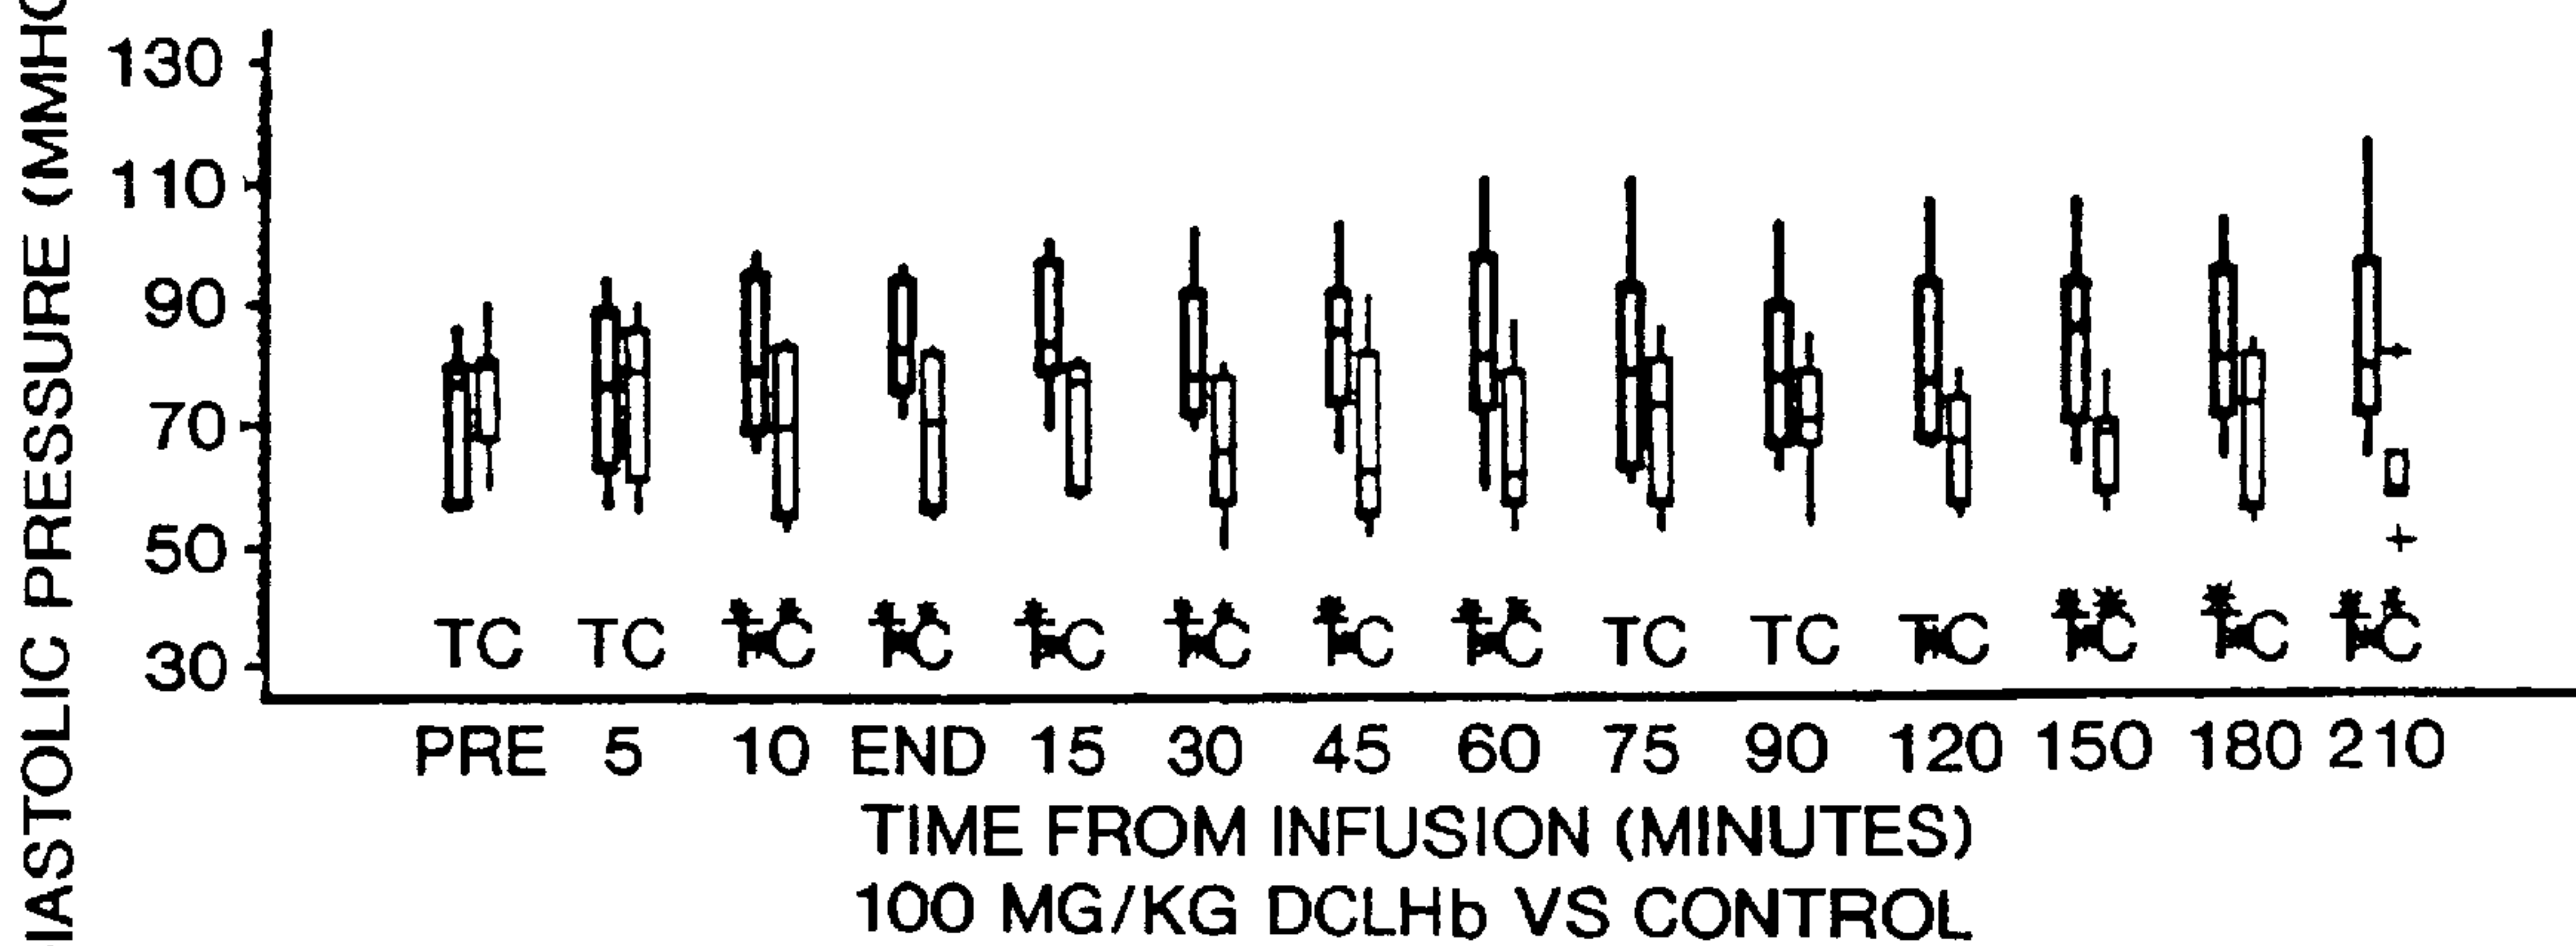 IASTOLIC PRESSURE (MMHG
130
110
90
70
50
30
TC TC TC TC TC TC TC TC TC TC TC TC TC TC
PRE 5 10 END 15 30 45 60 75 90 120 150 180 210
TIME FROM INFUSION (MINUTES)
100 MG/KG DCLHb VS CONTROL